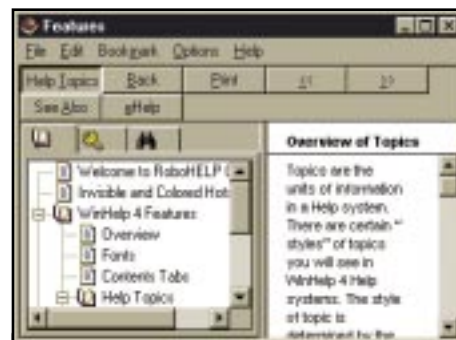 Features
File Edit Bookmark Options Help
Help Topics Back Print << >>
See Also
Overview of Topics
Welcome to RoboHELP
Invisible and Colored Hot
WinHelp 4 Features
Overview
Fonts
Contents Tabs
Help Topics
Topics are the
units of information
in a Help system.
There are certain "
styles" of topics
you will see in
WinHelp 4 Help
systems. The style
of topic is
determined by the